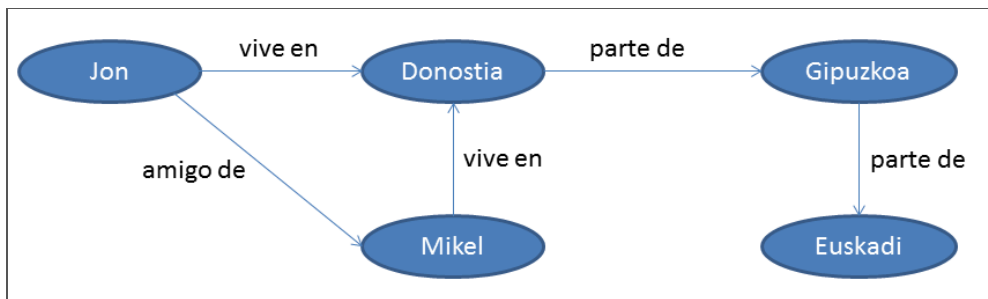 vive en
parte de
Jon
Donostia
Gipuzkoa
amigo de
vive en
parte de
Mikel
Euskadi